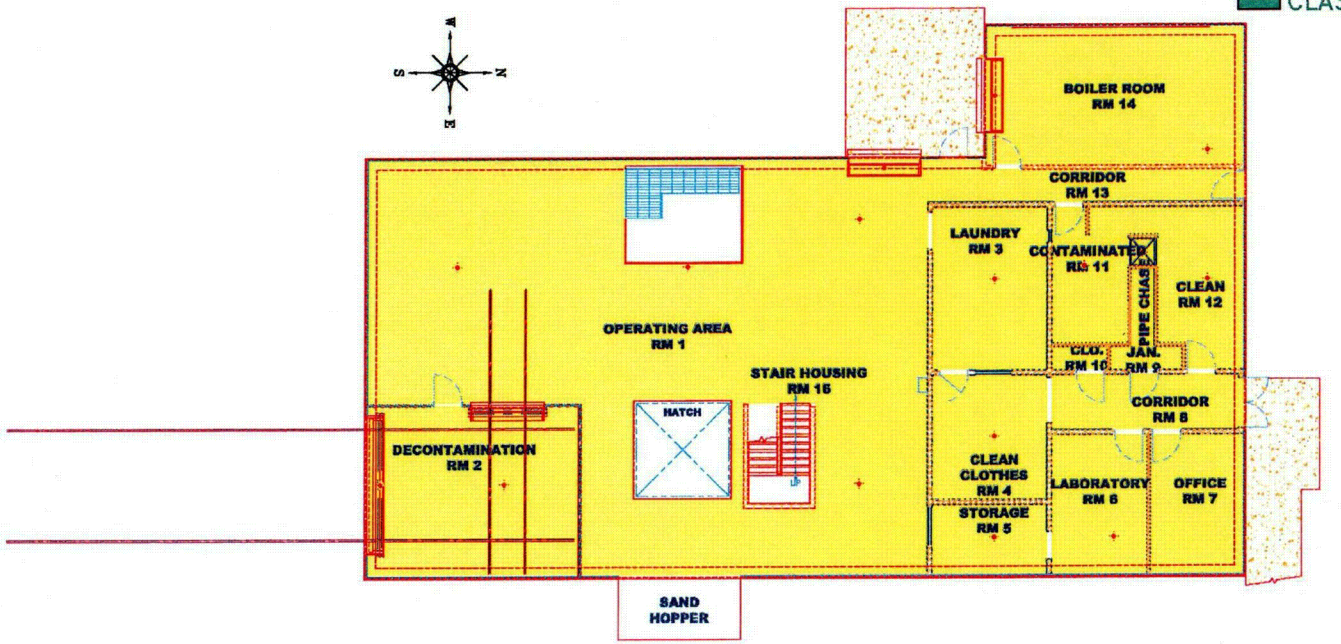 CLAS
W
S
N
E
BOILER ROOM
RM 14
CORRIDOR
RM 13
LAUNDRY
RM 3
CONTAMINATED
RM 11
PIPE CHASE
CLEAN
RM 12
OPERATING AREA
RM 1
CLO.
RM 10
JAN.
RM 9
STAIR HOUSING
RM 15
CORRIDOR
RM 8
HATCH
DECONTAMINATION
RM 2
CLEAN
CLOTHES
RM 4
LABORATORY
RM 6
OFFICE
RM 7
UP
STORAGE
RM 5
SAND
HOPPER